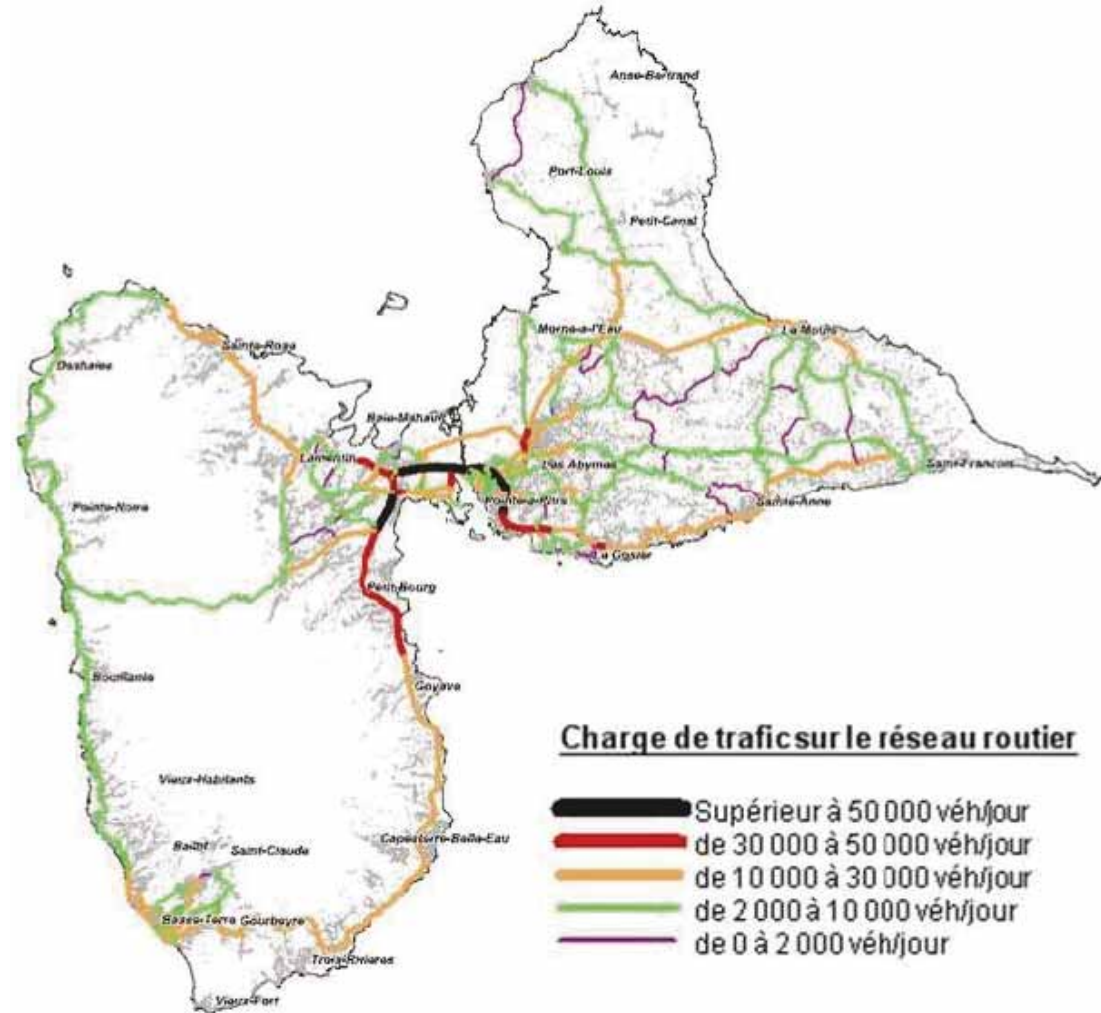 Anse-Bertrand
Port-Louis
Petit-Canal
Morne-a-l'Eau
Le Moule
Sainte-Rosa
Deshaies
Baie-Mahault
Lamentin
Les Abymes
Saint-François
Pointe-a-Pitre
Sainte-Anne
Pointe-Noire
Le Gosier
Petit-Bourg
Bouillante
Goyave
Vieux-Habitants
Capesterre-Belle-Eau
Baillif
Saint-Claude
Basse-Terre
Gourbeyre
Trois-Rivieres
Vieux-Fort
Charge de trafic sur le réseau routier
Supérieur à 50 000 véh/jour
de 30 000 à 50 000 véh/jour
de 10 000 à 30 000 véh/jour
de 2 000 à 10 000 véh/jour
de 0 à 2 000 véh/jour